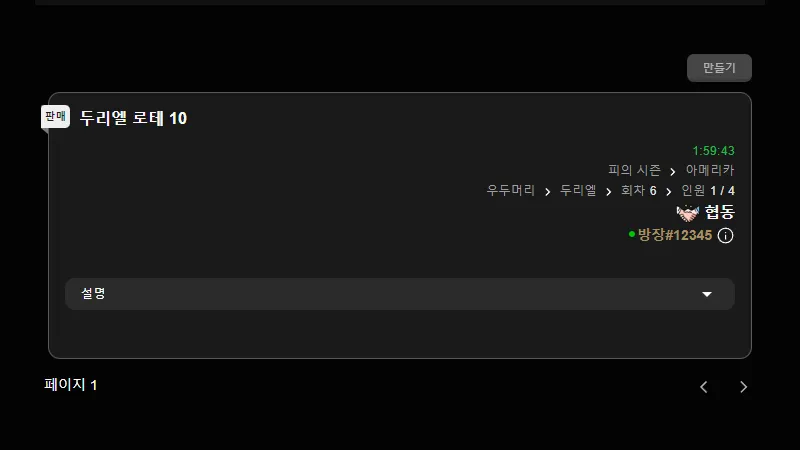 만들기
판매
두리엘 로테 10
1:59:43
피의 시즌 > 아메리카
우두머리 > 두리엘 > 회차 6 > 인원 1 / 4
협동
방장#12345
설명
페이지 1